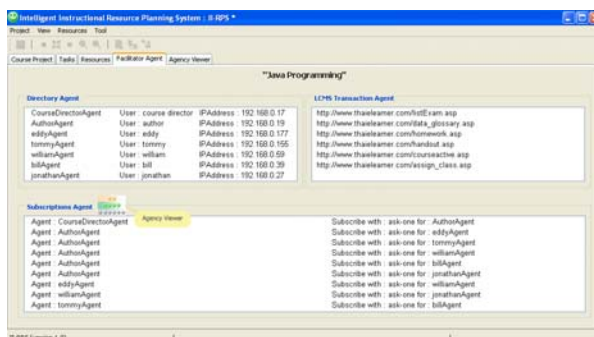 Intelligent Instructional Resource Planning System : II-RPS *
Project View Resources Tool
Course Project Tasks Resources Facilitator Agent Agency Viewer
"Java Programming"
Directory Agent
CourseDirectorAgent User : course director IPAddress : 192.168.0.17
AuthorAgent User : author IPAddress : 192.168.0.19
eddyAgent User : eddy IPAddress : 192.168.0.177
tommyAgent User : tommy IPAddress : 192.168.0.155
williamAgent User : william IPAddress : 192.168.0.59
billAgent User : bill IPAddress : 192.168.0.39
jonathanAgent User : jonathan IPAddress : 192.168.0.27
LCMS Transaction Agent
http://www.thaielearner.com/listExam.asp
http://www.thaielearner.com/data_glossary.asp
http://www.thaielearner.com/homework.asp
http://www.thaielearner.com/handout.asp
http://www.thaielearner.com/courseactive.asp
http://www.thaielearner.com/assign_class.asp
Subscriptions Agent
Agency Viewer
Agent : CourseDirectorAgent Subscribe with : ask-one for : AuthorAgent
Agent : AuthorAgent Subscribe with : ask-one for : eddyAgent
Agent : AuthorAgent Subscribe with : ask-one for : tommyAgent
Agent : AuthorAgent Subscribe with : ask-one for : williamAgent
Agent : AuthorAgent Subscribe with : ask-one for : billAgent
Agent : AuthorAgent Subscribe with : ask-one for : jonathanAgent
Agent : eddyAgent Subscribe with : ask-one for : williamAgent
Agent : williamAgent Subscribe with : ask-one for : jonathanAgent
Agent : tommyAgent Subscribe with : ask-one for : billAgent